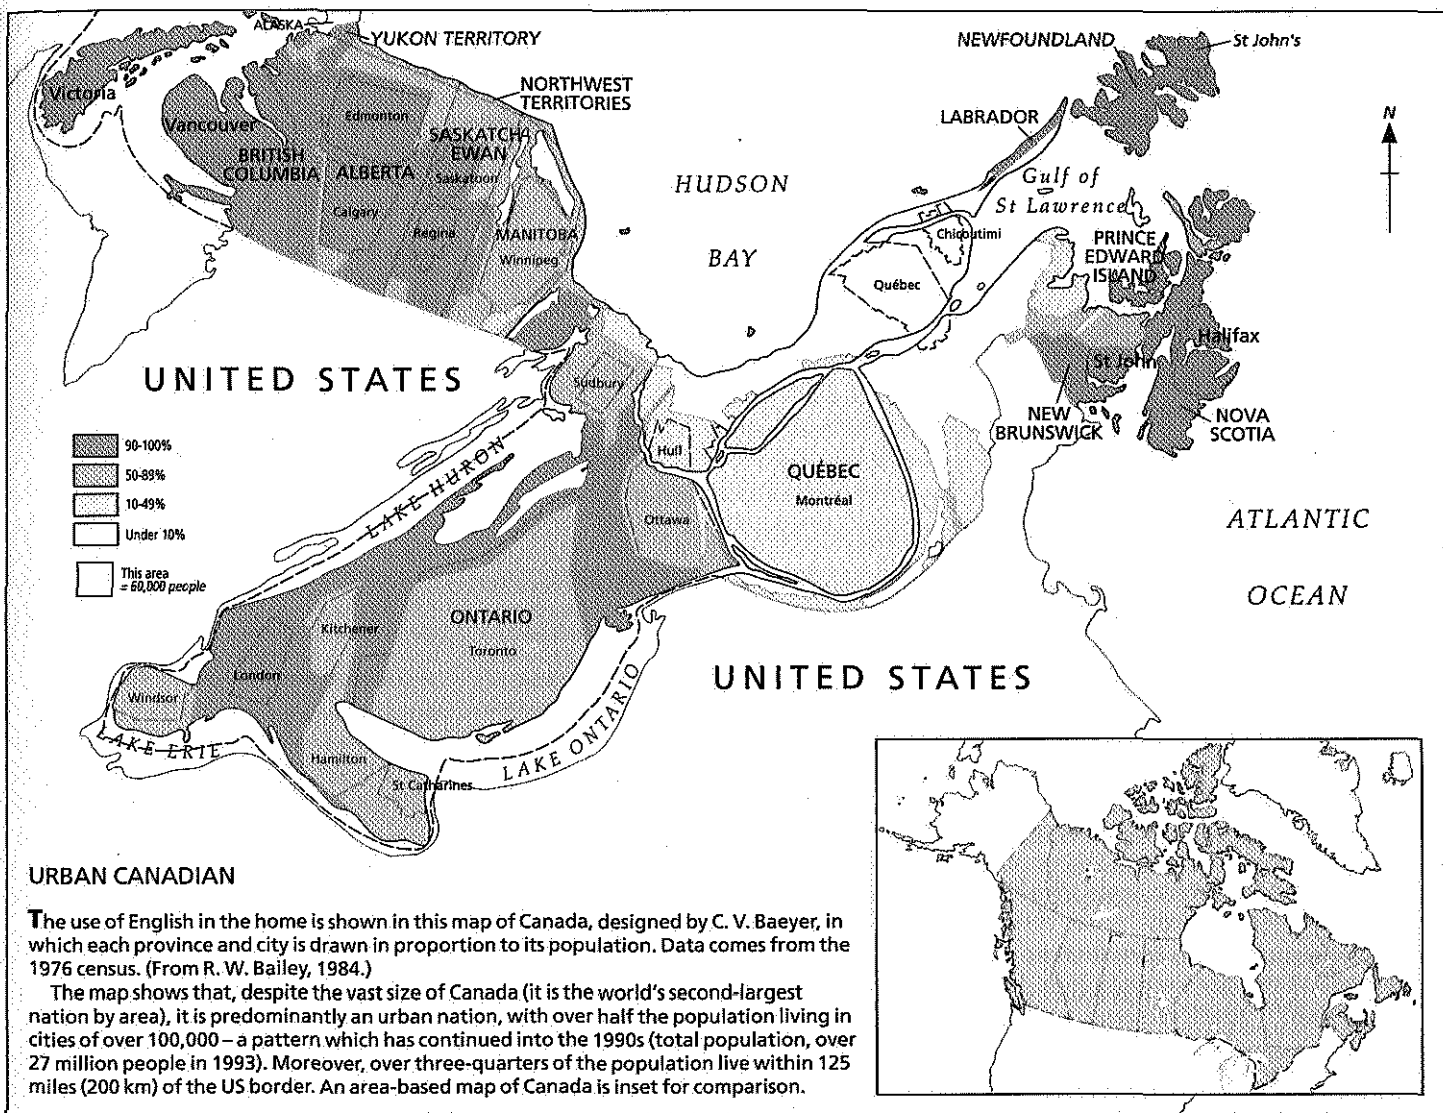 ALASKA
YUKON TERRITORY
NEWFOUNDLAND
St John's
Victoria
NORTHWEST
TERRITORIES
LABRADOR
N
Vancouver
Edmonton
SASKATCHA
EWAN
BRITISH
COLUMBIA
ALBERTA
Saskatoon
HUDSON
BAY
Gulf of
St Lawrence
Calgary
Regina
MANITOBA
Winnipeg
Chicoutimi
PRINCE
EDWARD
ISLAND
Québec
Halifax
St John
UNITED STATES
Sudbury
NEW
BRUNSWICK
NOVA
SCOTIA
90-100%
50-89%
10-49%
Under 10%
This area
= 60,000 people
LAKE HURON
Hull
QUÉBEC
Montréal
Ottawa
ATLANTIC
OCEAN
Kitchener
ONTARIO
Toronto
London
Windsor
UNITED STATES
LAKE ERIE
LAKE ONTARIO
Hamilton
St Catharines
URBAN CANADIAN
The use of English in the home is shown in this map of Canada, designed by C. V. Baeyer, in
which each province and city is drawn in proportion to its population. Data comes from the
1976 census. (From R. W. Bailey, 1984.)
The map shows that, despite the vast size of Canada (it is the world's second-largest
nation by area), it is predominantly an urban nation, with over half the population living in
cities of over 100,000 – a pattern which has continued into the 1990s (total population, over
27 million people in 1993). Moreover, over three-quarters of the population live within 125
miles (200 km) of the US border. An area-based map of Canada is inset for comparison.